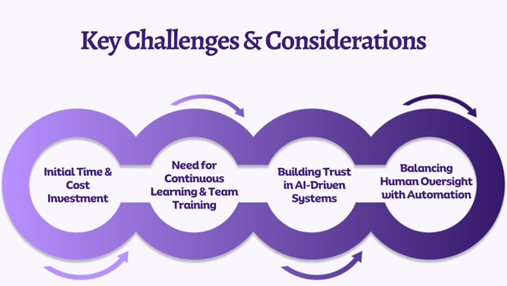 Key Challenges & Considerations
Initial Time &
Cost
Investment
Need for
Continuous
Learning & Team
Training
Building Trust
in AI-Driven
Systems
Balancing
Human Oversight
with Automation